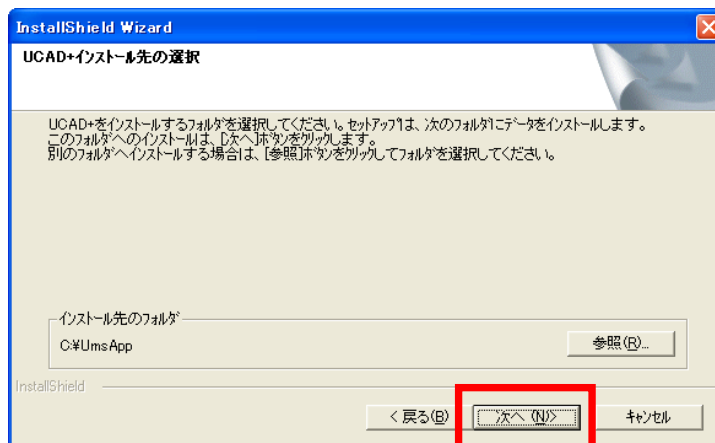 InstallShield Wizard
UCAD+インストール先の選択
UCAD+をインストールするフォルダを選択してください。セットアップは、次のフォルダにデータをインストールします。
このフォルダへのインストールは、[次へ]ボタンをクリックします。
別のフォルダへインストールする場合は、[参照]ボタンをクリックしてフォルダを選択してください。
インストール先のフォルダ
C:¥UmsApp
参照(R)...
InstallShield
< 戻る(B)
次へ (N)>
キャンセル